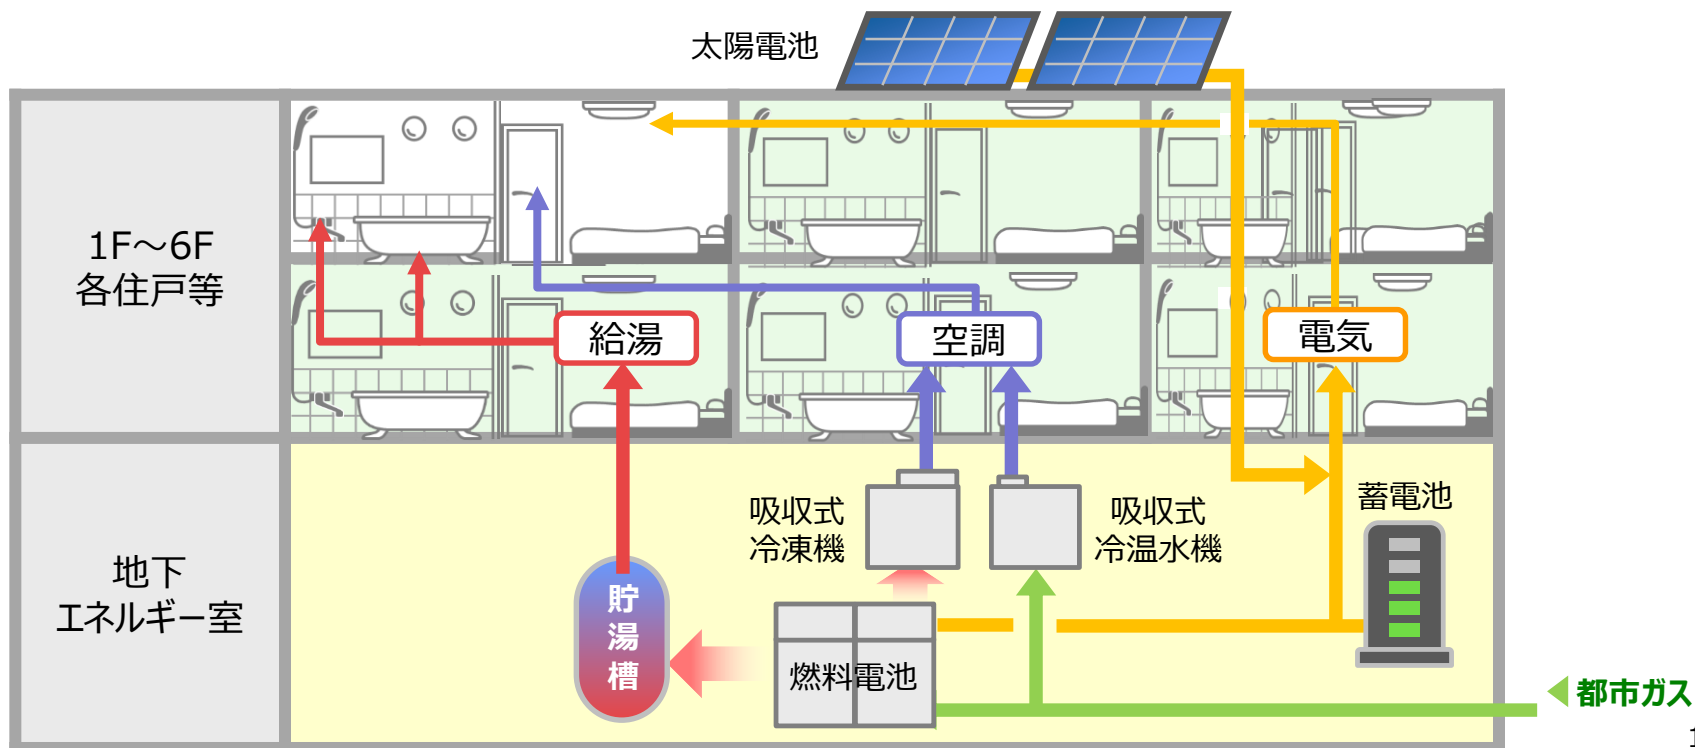 太陽電池
1F～6F
各住戸等
給湯
空調
電気
吸収式
冷凍機
吸収式
冷温水機
蓄電池
地下
エネルギー室
貯湯槽
燃料電池
都市ガス
1